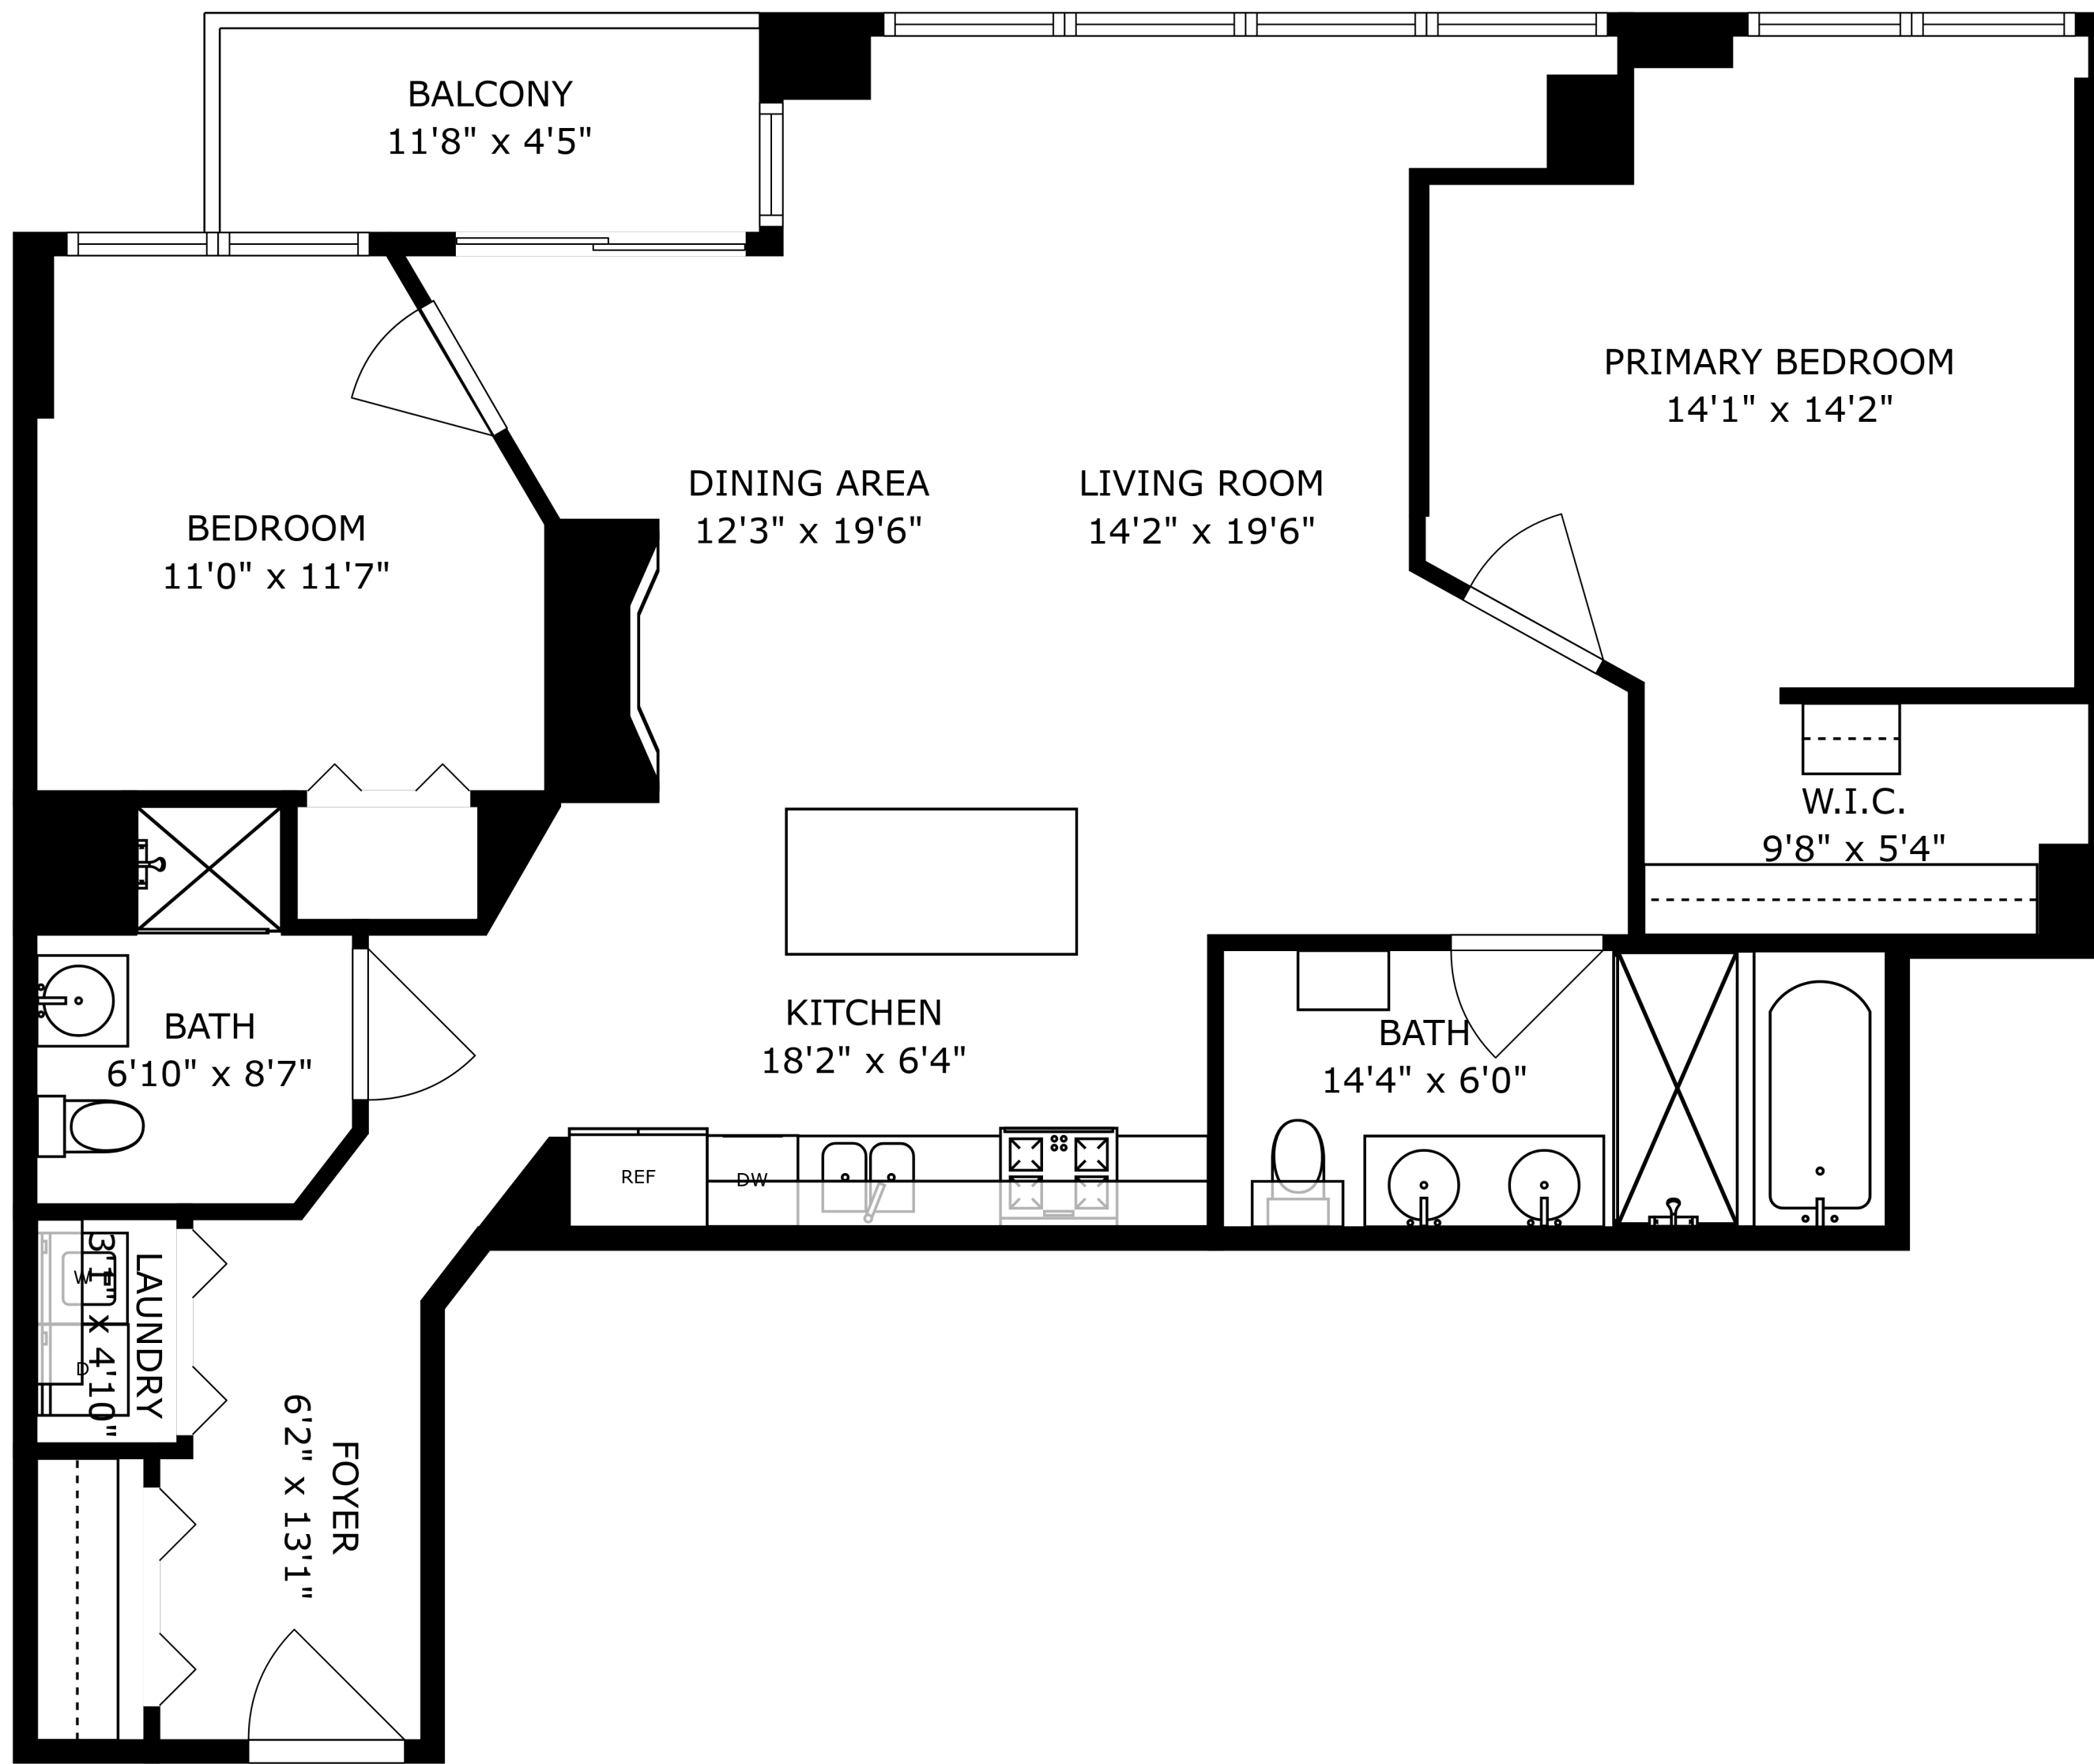 BALCONY
11'8" x 4'5"
PRIMARY BEDROOM
14'1" x 14'2"
DINING AREA
12'3" x 19'6"
LIVING ROOM
14'2" x 19'6"
BEDROOM
11'0" x 11'7"
W.I.C.
9'8" x 5'4"
KITCHEN
18'2" x 6'4"
BATH
6'10" x 8'7"
BATH
14'4" x 6'0"
REF
DW
LAUNDRY
3'1" x 4'10"
W
D
FOYER
6'2" x 13'1"